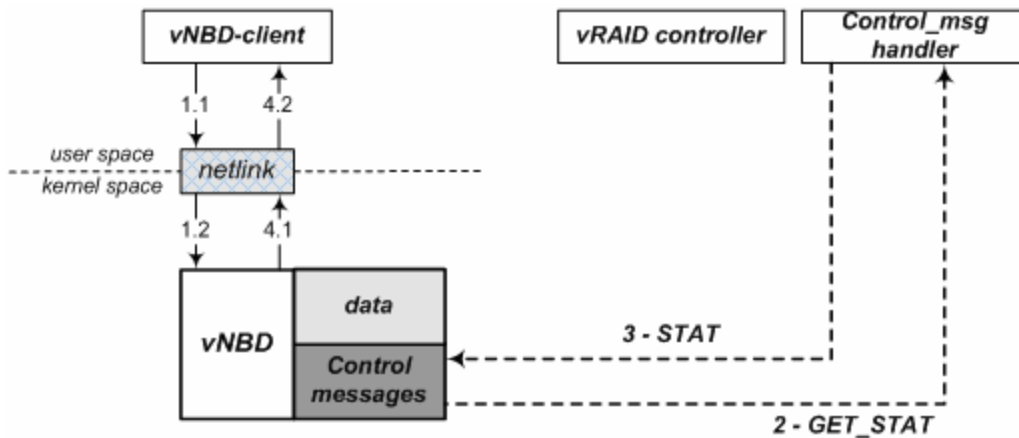 vNBD-client
vRAID controller
Control_msg
handler
1.1
4.2
user space
netlink
kernel space
1.2
4.1
vNBD
data
Control
messages
3 - STAT
2 - GET_STAT